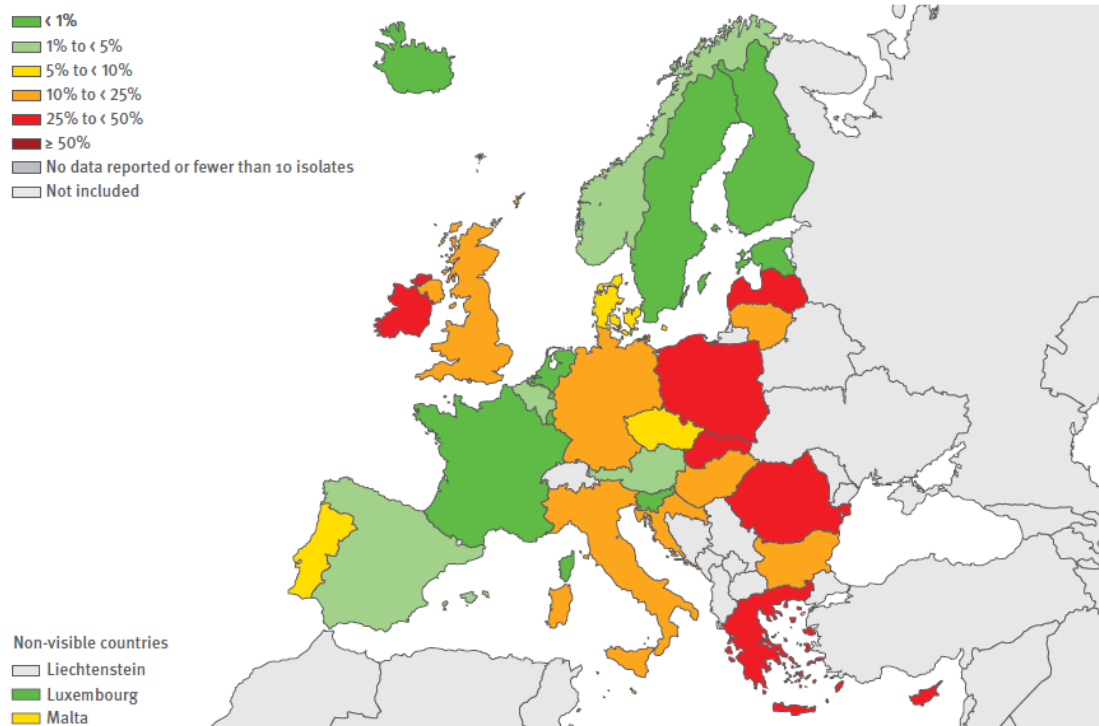 < 1%
1% to < 5%
5% to < 10%
10% to < 25%
25% to < 50%
≥ 50%
No data reported or fewer than 10 isolates
Not included
Non-visible countries
Liechtenstein
Luxembourg
Malta